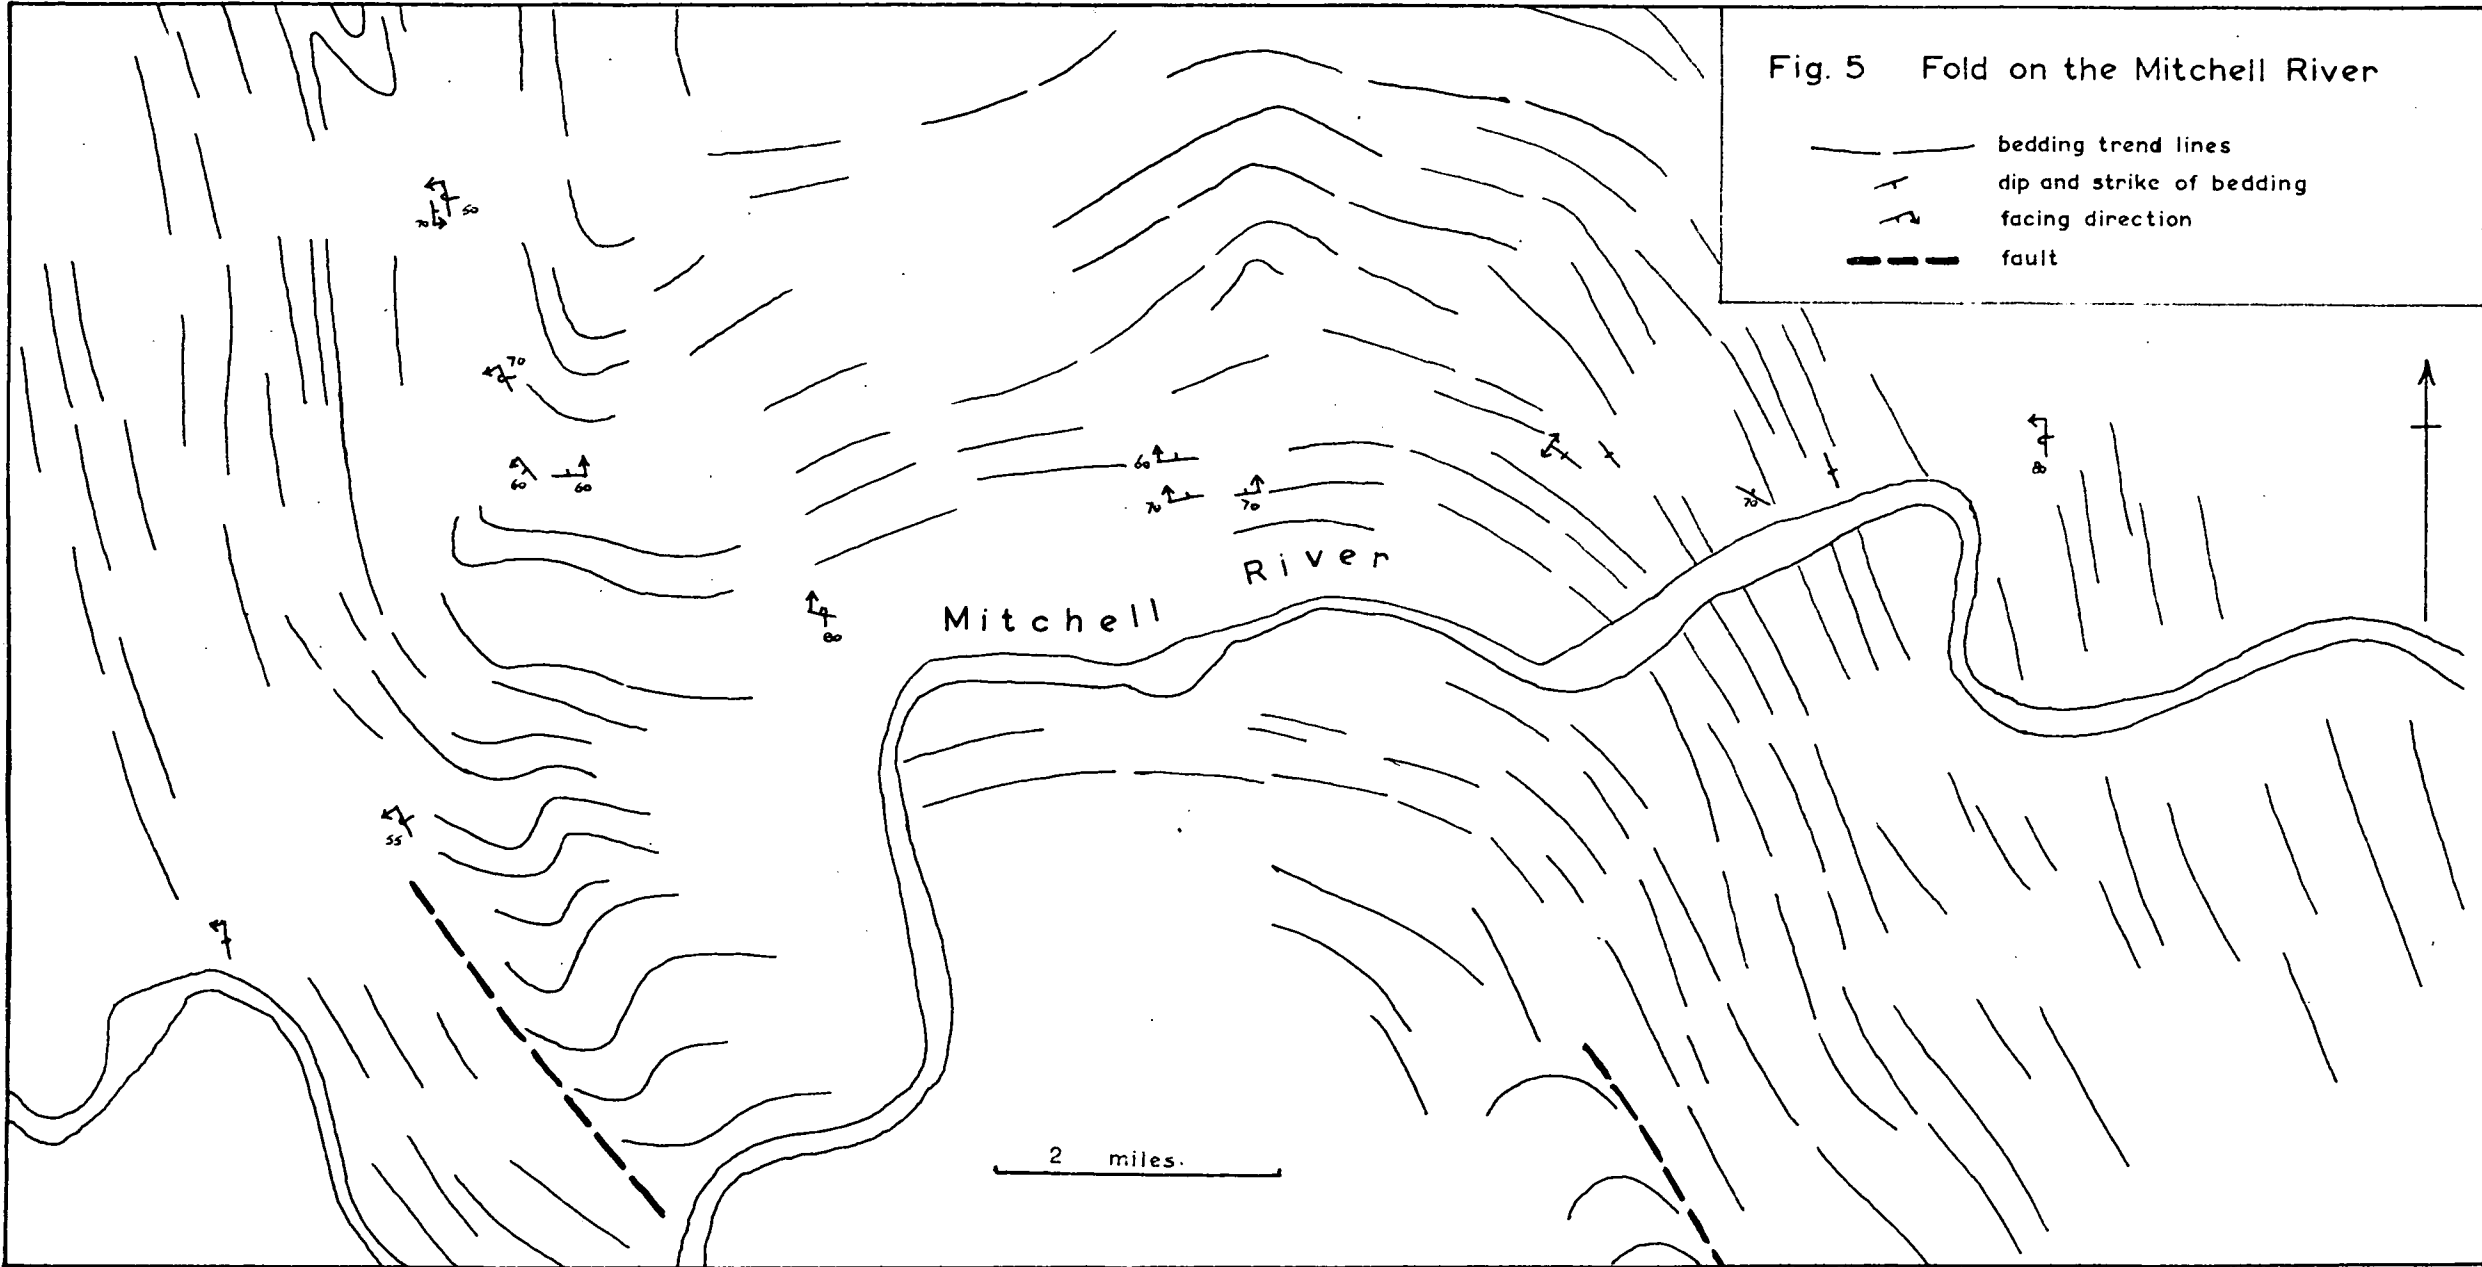 Fig. 5 Fold on the Mitchell River
bedding trend lines
dip and strike of bedding
facing direction
fault
50
70
70
60
60
60
70
70
70
80
80
55
Mitchell River
2 miles.